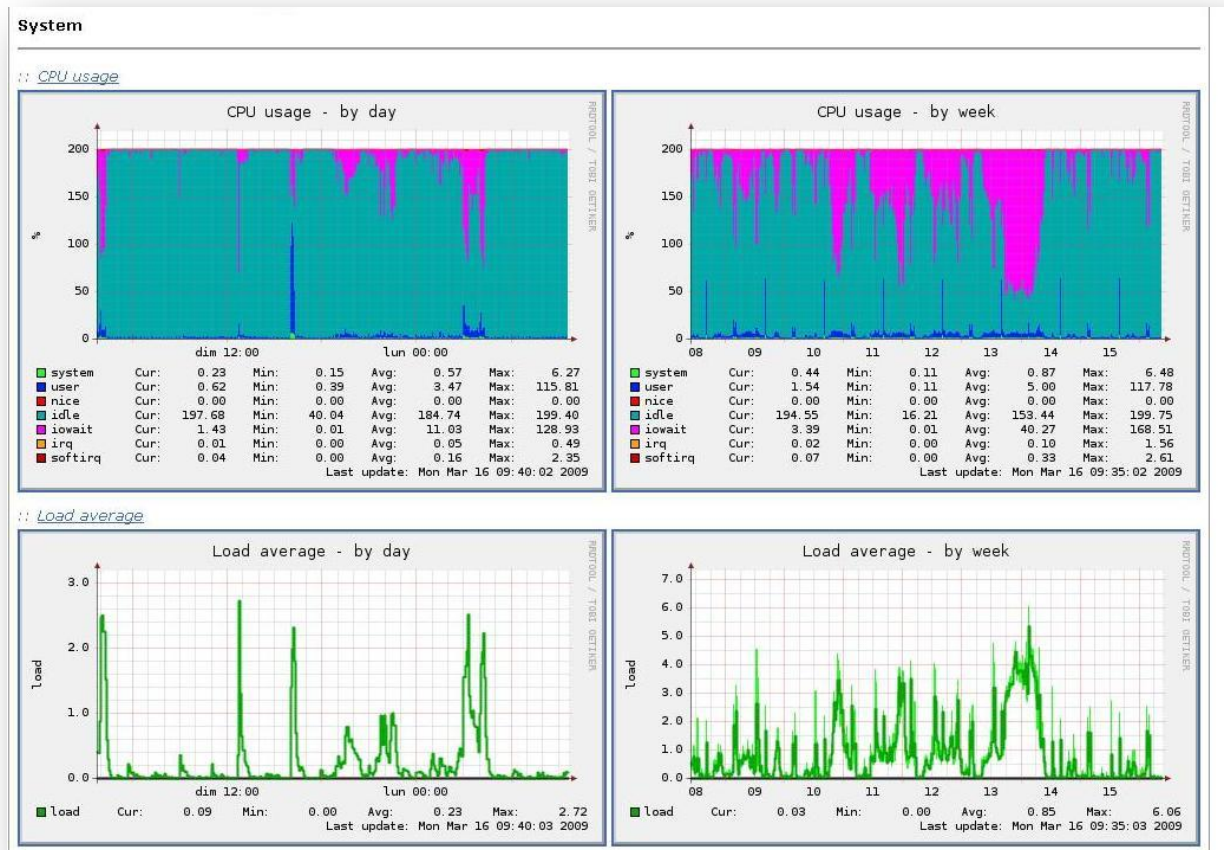 System
:: CPU usage
CPU usage - by day
RRDTOOL / TOBI OETIKER
200
150
100
50
0
%
dim 12:00 lun 00:00
system Cur: 0.23 Min: 0.15 Avg: 0.57 Max: 6.27
user Cur: 0.62 Min: 0.39 Avg: 3.47 Max: 115.81
nice Cur: 0.00 Min: 0.00 Avg: 0.00 Max: 0.00
idle Cur: 197.68 Min: 40.04 Avg: 184.74 Max: 199.40
iowait Cur: 1.43 Min: 0.01 Avg: 11.03 Max: 128.93
irq Cur: 0.01 Min: 0.00 Avg: 0.05 Max: 0.49
softirq Cur: 0.04 Min: 0.00 Avg: 0.16 Max: 2.35
Last update: Mon Mar 16 09:40:02 2009
CPU usage - by week
RRDTOOL / TOBI OETIKER
200
150
100
50
0
%
08 09 10 11 12 13 14 15
system Cur: 0.44 Min: 0.11 Avg: 0.87 Max: 6.48
user Cur: 1.54 Min: 0.11 Avg: 5.00 Max: 117.78
nice Cur: 0.00 Min: 0.00 Avg: 0.00 Max: 0.00
idle Cur: 194.55 Min: 16.21 Avg: 153.44 Max: 199.75
iowait Cur: 3.39 Min: 0.01 Avg: 40.27 Max: 168.51
irq Cur: 0.02 Min: 0.00 Avg: 0.10 Max: 1.56
softirq Cur: 0.07 Min: 0.00 Avg: 0.33 Max: 2.61
Last update: Mon Mar 16 09:35:02 2009
:: Load average
Load average - by day
RRDTOOL / TOBI OETIKER
3.0
2.0
1.0
0.0
load
dim 12:00 lun 00:00
load Cur: 0.09 Min: 0.00 Avg: 0.23 Max: 2.72
Last update: Mon Mar 16 09:40:03 2009
Load average - by week
RRDTOOL / TOBI OETIKER
7.0
6.0
5.0
4.0
3.0
2.0
1.0
0.0
load
08 09 10 11 12 13 14 15
load Cur: 0.03 Min: 0.00 Avg: 0.85 Max: 6.06
Last update: Mon Mar 16 09:35:03 2009